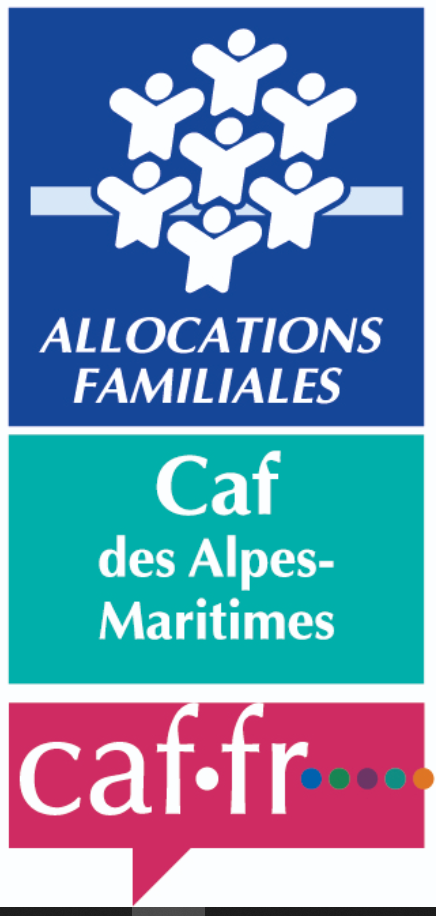 ALLOCATIONS
FAMILIALES
Caf
des Alpes-
Maritimes
caf.fr